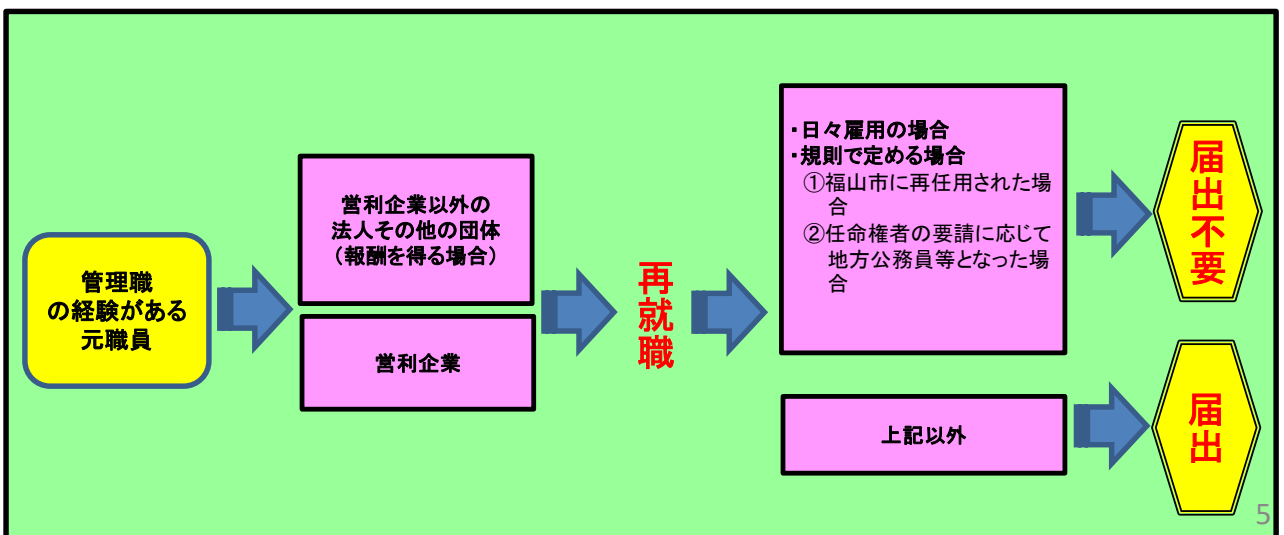 管理職
の経験がある
元職員
営利企業以外の
法人その他の団体
（報酬を得る場合）
営利企業
再就職
・日々雇用の場合
・規則で定める場合
①福山市に再任用された場
合
②任命権者の要請に応じて
地方公務員等となった場
合
上記以外
届出不要
届出
5